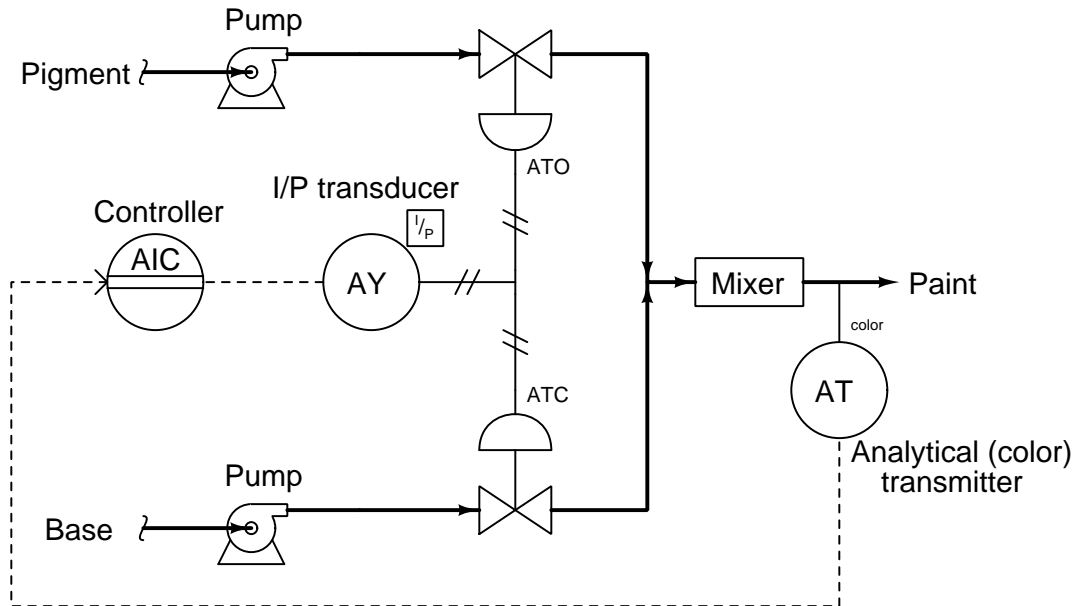 Pump
Pigment
ATO
I/P transducer
I/P
Controller
AIC
AY
Mixer
Paint
color
ATC
AT
Analytical (color)
transmitter
Pump
Base